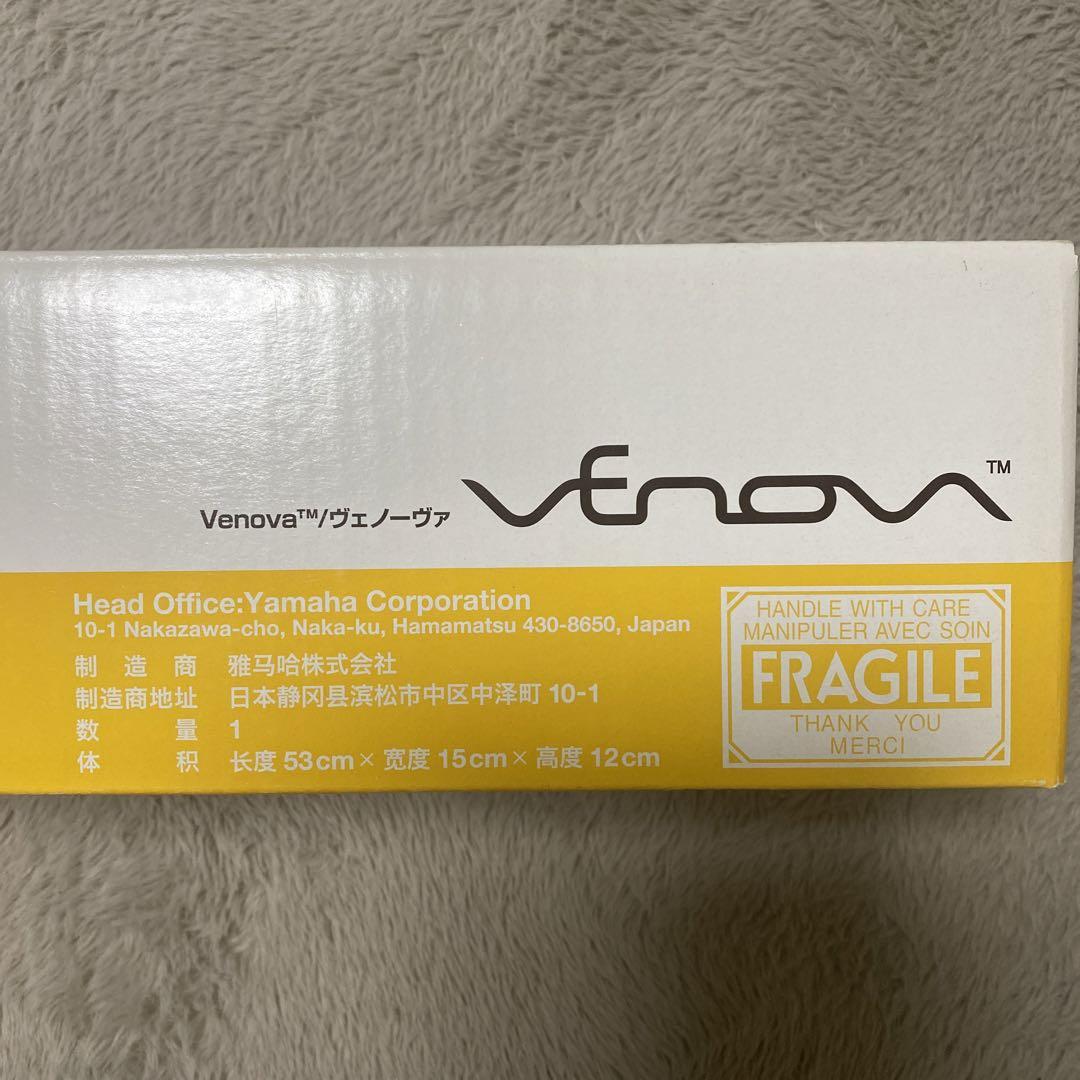 Venova™/ヴェノーヴァ
venova™
Head Office:Yamaha Corporation
10-1 Nakazawa-cho, Naka-ku, Hamamatsu 430-8650, Japan
制造商 雅马哈株式会社
制造商地址 日本静冈县滨松市中区中泽町 10-1
数量 1
体积 长度 53cm × 宽度 15cm × 高度 12cm
HANDLE WITH CARE
MANIPULER AVEC SOIN
FRAGILE
THANK YOU
MERCI